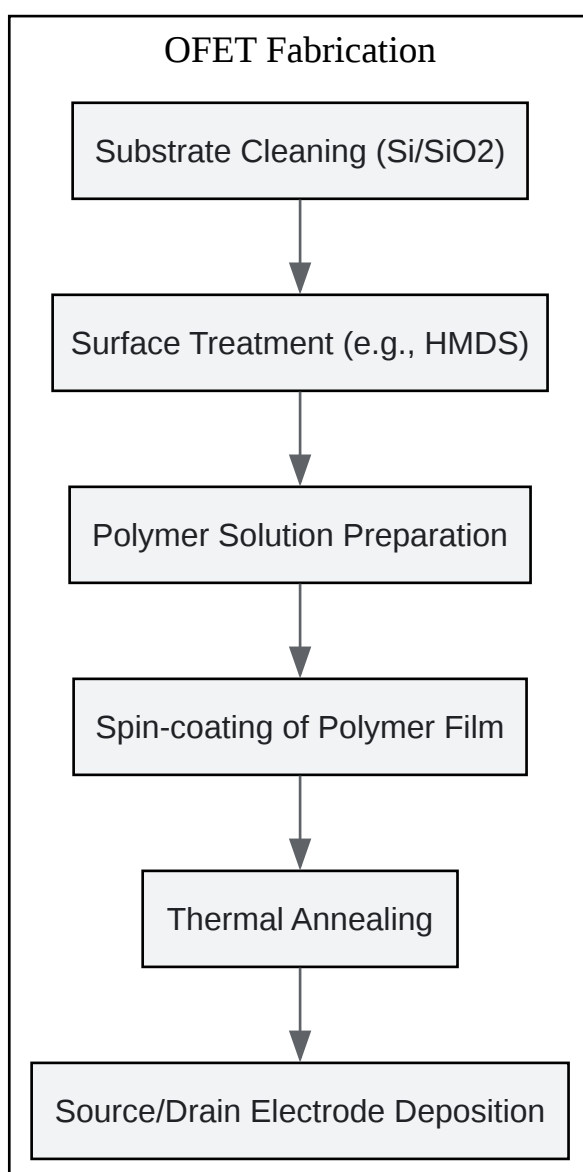 OFET Fabrication
Substrate Cleaning (Si/SiO2)
Surface Treatment (e.g., HMDS)
Polymer Solution Preparation
Spin-coating of Polymer Film
Thermal Annealing
Source/Drain Electrode Deposition